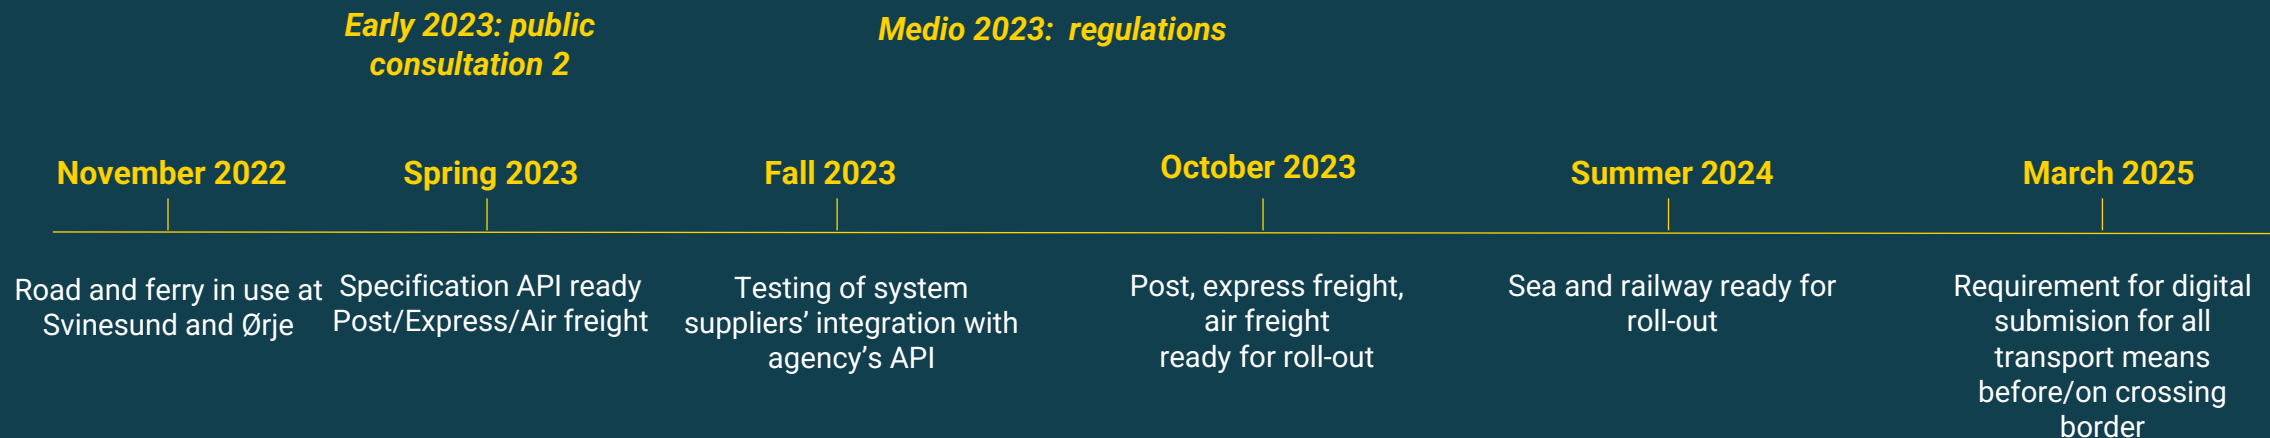 Early 2023: public
consultation 2
Medio 2023: regulations
November 2022
Spring 2023
Fall 2023
October 2023
Summer 2024
March 2025
Road and ferry in use at
Svinesund and Ørje
Specification API ready
Post/Express/Air freight
Testing of system
suppliers’ integration with
agency’s API
Post, express freight,
air freight
ready for roll-out
Sea and railway ready for
roll-out
Requirement for digital
submision for all
transport means
before/on crossing
border